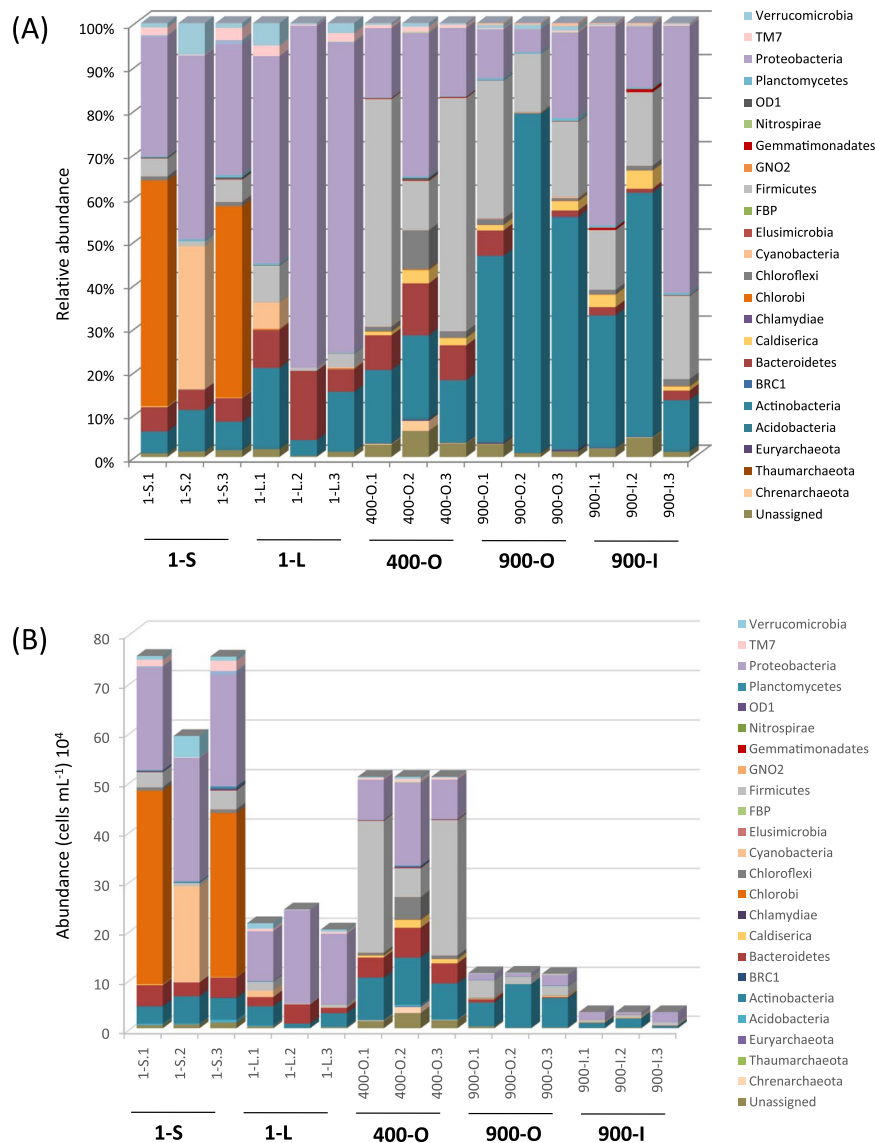 (A)
100%
90%
80%
70%
60%
50%
40%
30%
20%
10%
0%
Relative abundance
1-S.1
1-S.2
1-S.3
1-L.1
1-L.2
1-L.3
400-O.1
400-O.2
400-O.3
900-O.1
900-O.2
900-O.3
900-I.1
900-I.2
900-I.3
1-S
1-L
400-O
900-O
900-I
Verrucomicrobia
TM7
Proteobacteria
Planctomycetes
OD1
Nitrospirae
Gemmatimonadates
GNO2
Firmicutes
FBP
Elusimicrobia
Cyanobacteria
Chloroflexi
Chlorobi
Chlamydiae
Caldiserica
Bacteroidetes
BRC1
Actinobacteria
Acidobacteria
Euryarchaeota
Thaumarchaeota
Chrenarchaeota
Unassigned
(B)
80
70
60
50
40
30
20
10
0
Abundance (cells mL⁻¹) 10⁴
1-S.1
1-S.2
1-S.3
1-L.1
1-L.2
1-L.3
400-O.1
400-O.2
400-O.3
900-O.1
900-O.2
900-O.3
900-I.1
900-I.2
900-I.3
1-S
1-L
400-O
900-O
900-I
Verrucomicrobia
TM7
Proteobacteria
Planctomycetes
OD1
Nitrospirae
Gemmatimonadates
GNO2
Firmicutes
FBP
Elusimicrobia
Cyanobacteria
Chloroflexi
Chlorobi
Chlamydiae
Caldiserica
Bacteroidetes
BRC1
Actinobacteria
Acidobacteria
Euryarchaeota
Thaumarchaeota
Chrenarchaeota
Unassigned